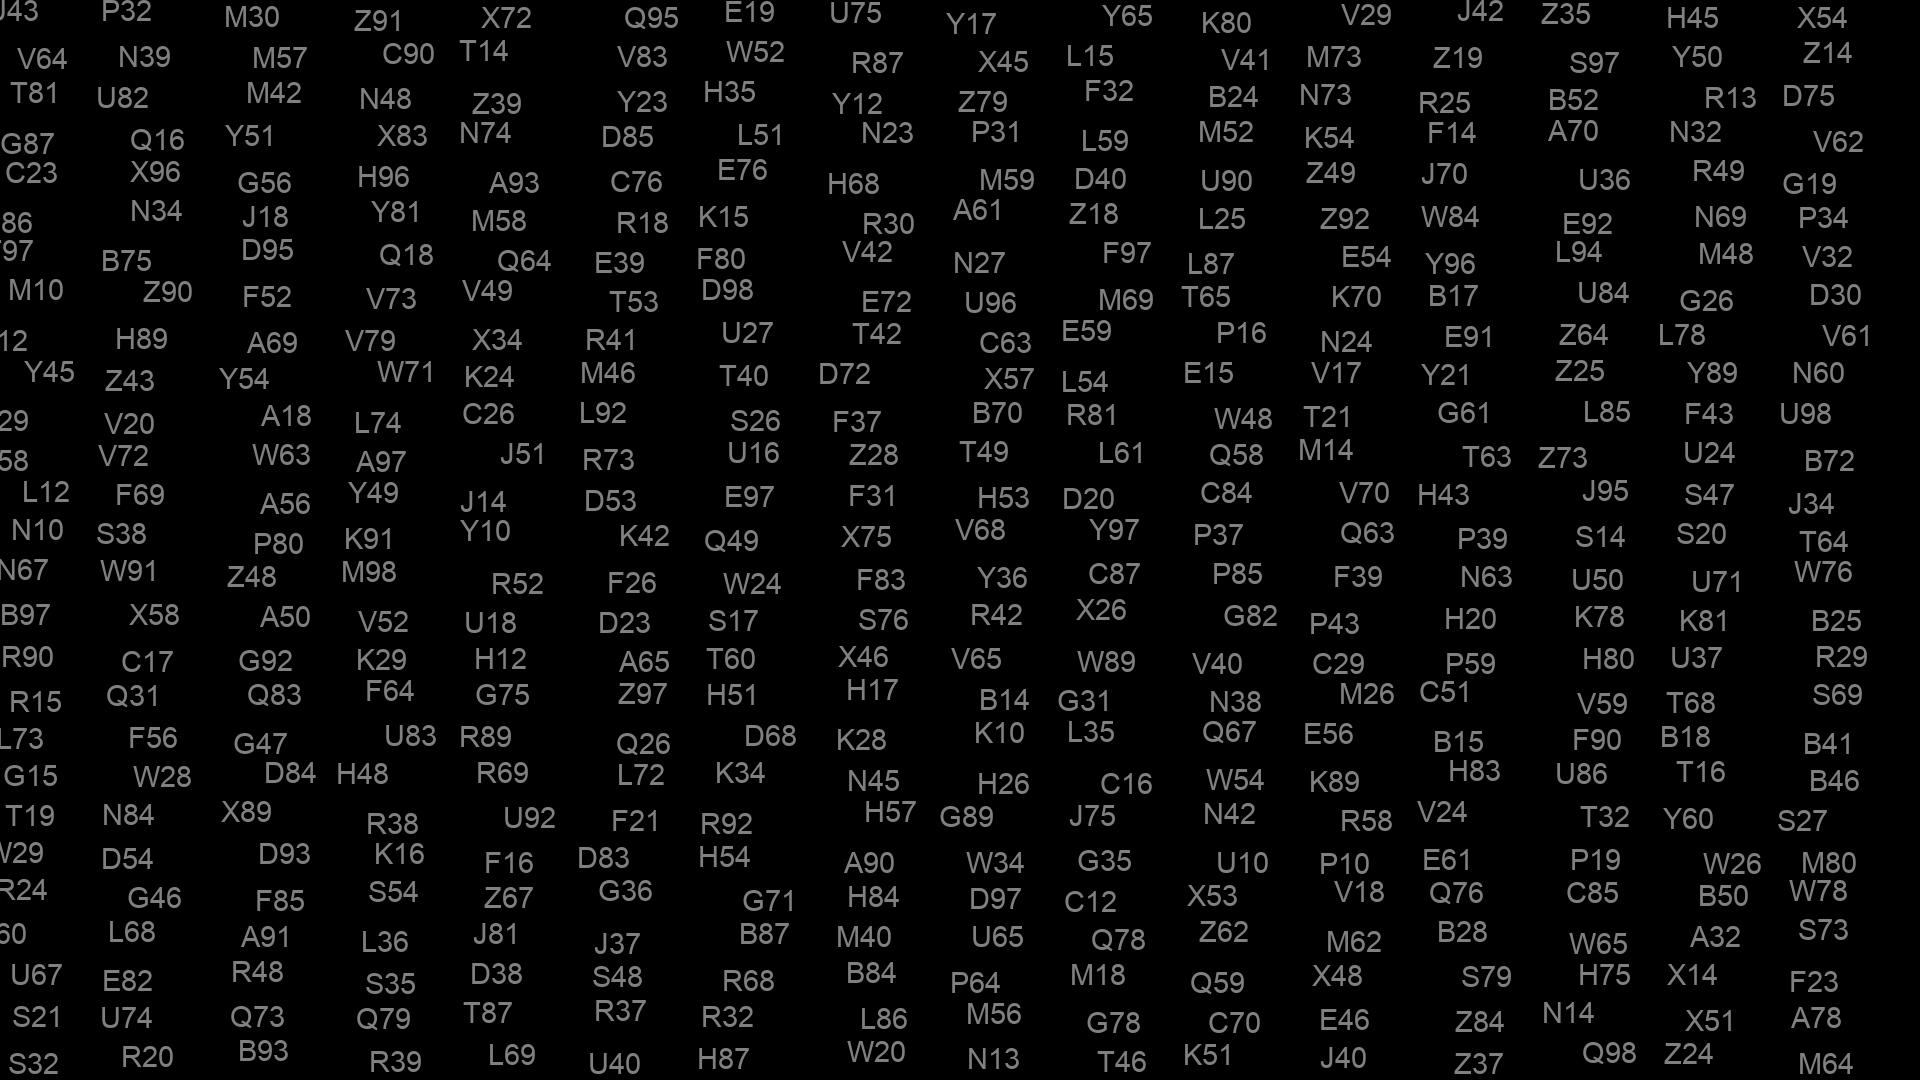 J43 P32 M30 Z91 X72 Q95 E19 U75 Y17 Y65 K80 V29 J42 Z35 H45 X54
V64 N39 M57 C90 T14 V83 W52 R87 X45 L15 V41 M73 Z19 S97 Y50 Z14
T81 U82 M42 N48 Z39 Y23 H35 Y12 Z79 F32 B24 N73 R25 B52 R13 D75
G87 Q16 Y51 X83 N74 D85 L51 N23 P31 L59 M52 K54 F14 A70 N32 V62
C23 X96 G56 H96 A93 C76 E76 H68 M59 D40 U90 Z49 J70 U36 R49 G19
86 N34 J18 Y81 M58 R18 K15 R30 A61 Z18 L25 Z92 W84 E92 N69 P34
97 B75 D95 Q18 Q64 E39 F80 V42 N27 F97 L87 E54 Y96 L94 M48 V32
M10 Z90 F52 V73 V49 T53 D98 E72 U96 M69 T65 K70 B17 U84 G26 D30
12 H89 A69 V79 X34 R41 U27 T42 C63 E59 P16 N24 E91 Z64 L78 V61
Y45 Z43 Y54 W71 K24 M46 T40 D72 X57 L54 E15 V17 Y21 Z25 Y89 N60
29 V20 A18 L74 C26 L92 S26 F37 B70 R81 W48 T21 G61 L85 F43 U98
58 V72 W63 A97 J51 R73 U16 Z28 T49 L61 Q58 M14 T63 Z73 U24 B72
L12 F69 A56 Y49 J14 D53 E97 F31 H53 D20 C84 V70 H43 J95 S47 J34
N10 S38 P80 K91 Y10 K42 Q49 X75 V68 Y97 P37 Q63 P39 S14 S20 T64
N67 W91 Z48 M98 R52 F26 W24 F83 Y36 C87 P85 F39 N63 U50 U71 W76
B97 X58 A50 V52 U18 D23 S17 S76 R42 X26 G82 P43 H20 K78 K81 B25
R90 C17 G92 K29 H12 A65 T60 X46 V65 W89 V40 C29 P59 H80 U37 R29
R15 Q31 Q83 F64 G75 Z97 H51 H17 B14 G31 N38 M26 C51 V59 T68 S69
L73 F56 G47 U83 R89 Q26 D68 K28 K10 L35 Q67 E56 B15 F90 B18 B41
G15 W28 D84 H48 R69 L72 K34 N45 H26 C16 W54 K89 H83 U86 T16 B46
T19 N84 X89 R38 U92 F21 R92 H57 G89 J75 N42 R58 V24 T32 Y60 S27
W29 D54 D93 K16 F16 D83 H54 A90 W34 G35 U10 P10 E61 P19 W26 M80
R24 G46 F85 S54 Z67 G36 G71 H84 D97 C12 X53 V18 Q76 C85 B50 W78
60 L68 A91 L36 J81 J37 B87 M40 U65 Q78 Z62 M62 B28 W65 A32 S73
U67 E82 R48 S35 D38 S48 R68 B84 P64 M18 Q59 X48 S79 H75 X14 F23
S21 U74 Q73 Q79 T87 R37 R32 L86 M56 G78 C70 E46 Z84 N14 X51 A78
S32 R20 B93 R39 L69 U40 H87 W20 N13 T46 K51 J40 Z37 Q98 Z24 M64